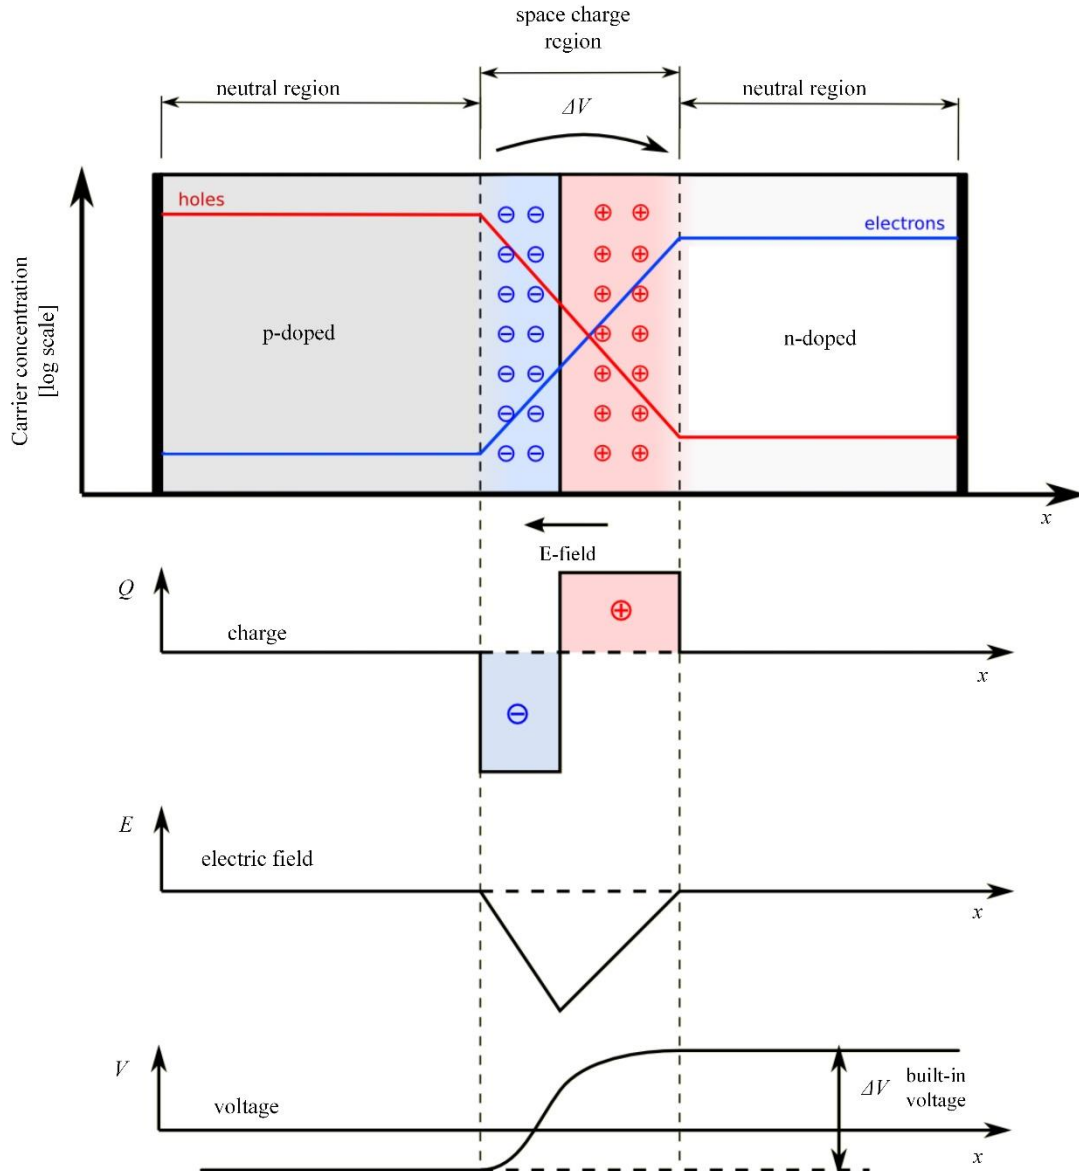 space charge
region
neutral region
neutral region
ΔV
holes
electrons
Carrier concentration
[log scale]
p-doped
n-doped
x
E-field
Q
charge
x
E
electric field
x
V
voltage
ΔV
built-in
voltage
x